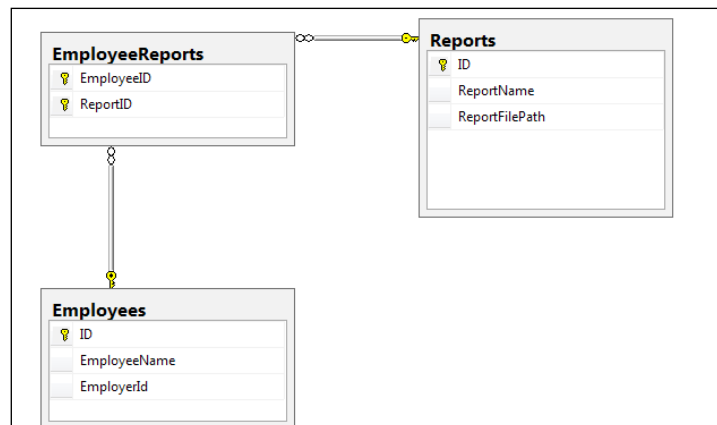 EmployeeReports
EmployeeID
ReportID
Reports
ID
ReportName
ReportFilePath
Employees
ID
EmployeeName
EmployerId